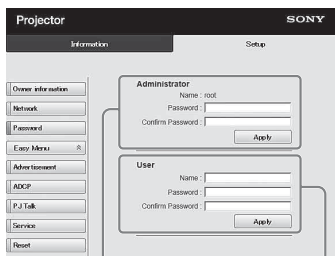 Projector
SONY
Information
Setup
Owner information
Network
Password
Easy Menu
Advertisement
ADCP
PJ Talk
Service
Reset
Administrator
Name : root
Password :
Confirm Password :
Apply
User
Name :
Password :
Confirm Password :
Apply